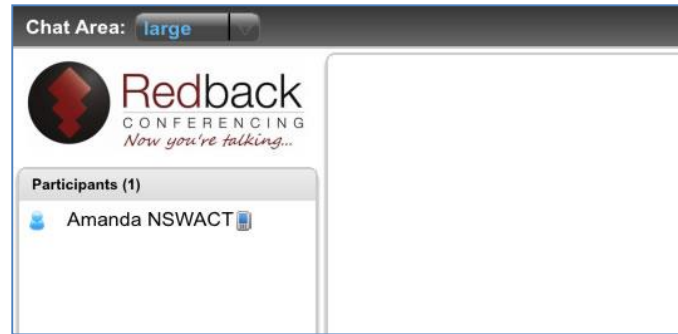 Chat Area: large
Redback
CONFERENCING
Now you're talking...
Participants (1)
Amanda NSWACT